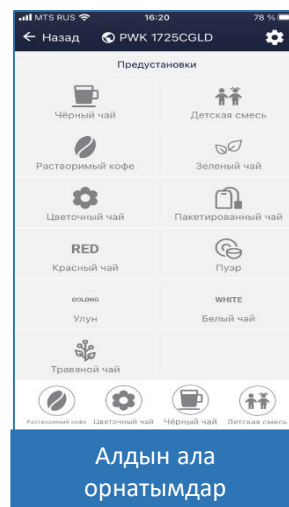 MTS RUS 16:20 78 %
← Назад PWK 1725CGLD
Предустановки
Чёрный чай Детская смесь
Растворимый кофе Зеленый чай
Цветочный чай Пакетированный чай
RED
Красный чай Пуэр
OOLONG WHITE
Улун Белый чай
Травяной чай
Растворимый кофе Цветочный чай Чёрный чай Детская смесь
Алдын ала
орнатымдар